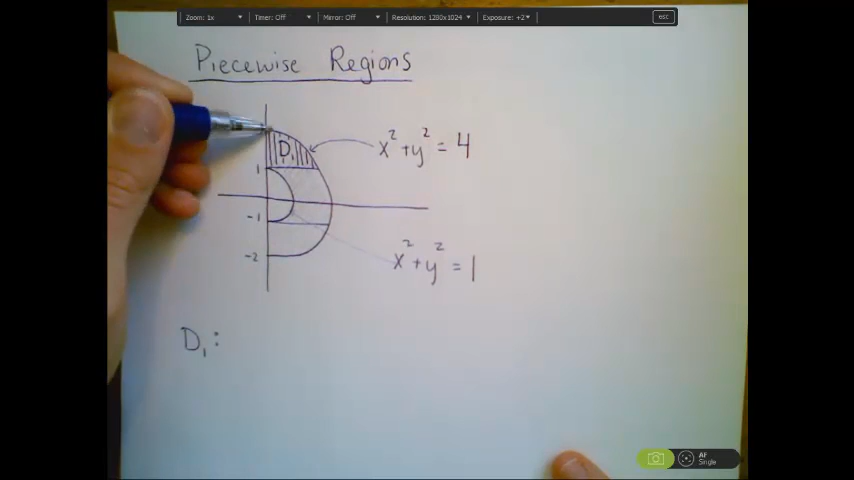 Zoom: 1x Timer: Off Mirror: Off Resolution: 1280x1024 Exposure: +2 esc
Piecewise Regions
D₁
x² + y² = 4
1
-1
-2
x² + y² = 1
D₁:
AF
Single